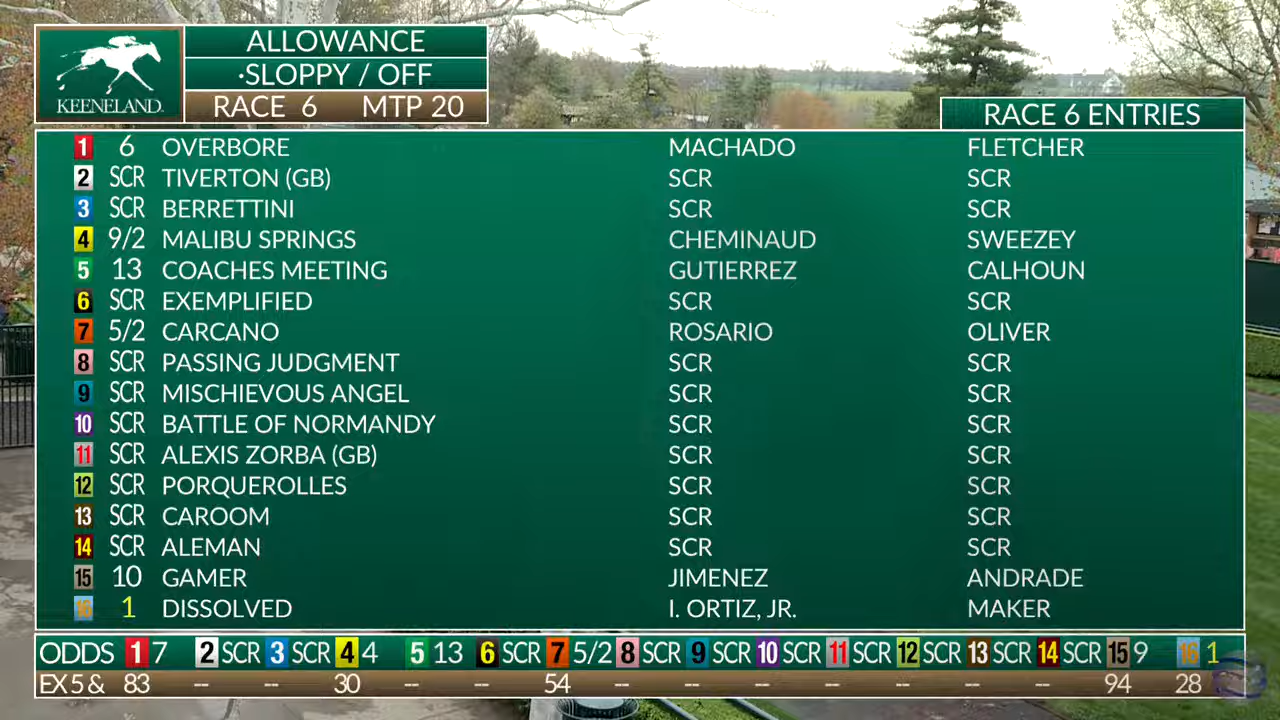 KEENELAND
ALLOWANCE
·SLOPPY / OFF
RACE 6 MTP 20
RACE 6 ENTRIES
1 6 OVERBORE MACHADO FLETCHER
2 SCR TIVERTON (GB) SCR SCR
3 SCR BERRETTINI SCR SCR
4 9/2 MALIBU SPRINGS CHEMINAUD SWEEZEY
5 13 COACHES MEETING GUTIERREZ CALHOUN
6 SCR EXEMPLIFIED SCR SCR
7 5/2 CARCANO ROSARIO OLIVER
8 SCR PASSING JUDGMENT SCR SCR
9 SCR MISCHIEVOUS ANGEL SCR SCR
10 SCR BATTLE OF NORMANDY SCR SCR
11 SCR ALEXIS ZORBA (GB) SCR SCR
12 SCR PORQUEROLLES SCR SCR
13 SCR CAROOM SCR SCR
14 SCR ALEMAN SCR SCR
15 10 GAMER JIMENEZ ANDRADE
16 1 DISSOLVED I. ORTIZ, JR. MAKER
ODDS 1 7 2 SCR 3 SCR 4 4 5 13 6 SCR 7 5/2 8 SCR 9 SCR 10 SCR 11 SCR 12 SCR 13 SCR 14 SCR 15 9 16 1
EX 5 & 83 -- -- 30 -- -- 54 -- -- -- -- -- -- -- 94 28